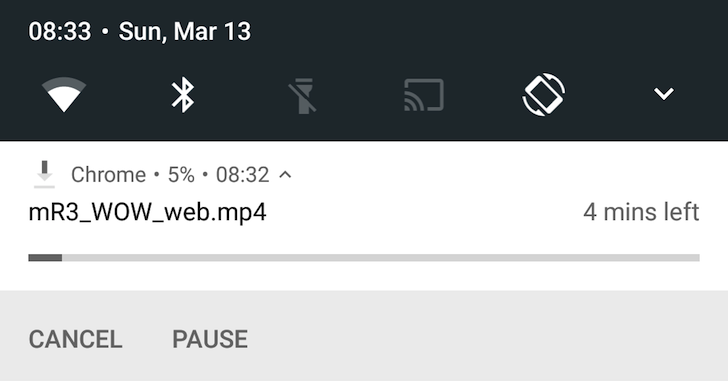 08:33 • Sun, Mar 13
Chrome • 5% • 08:32
mR3_WOW_web.mp4
4 mins left
CANCEL PAUSE